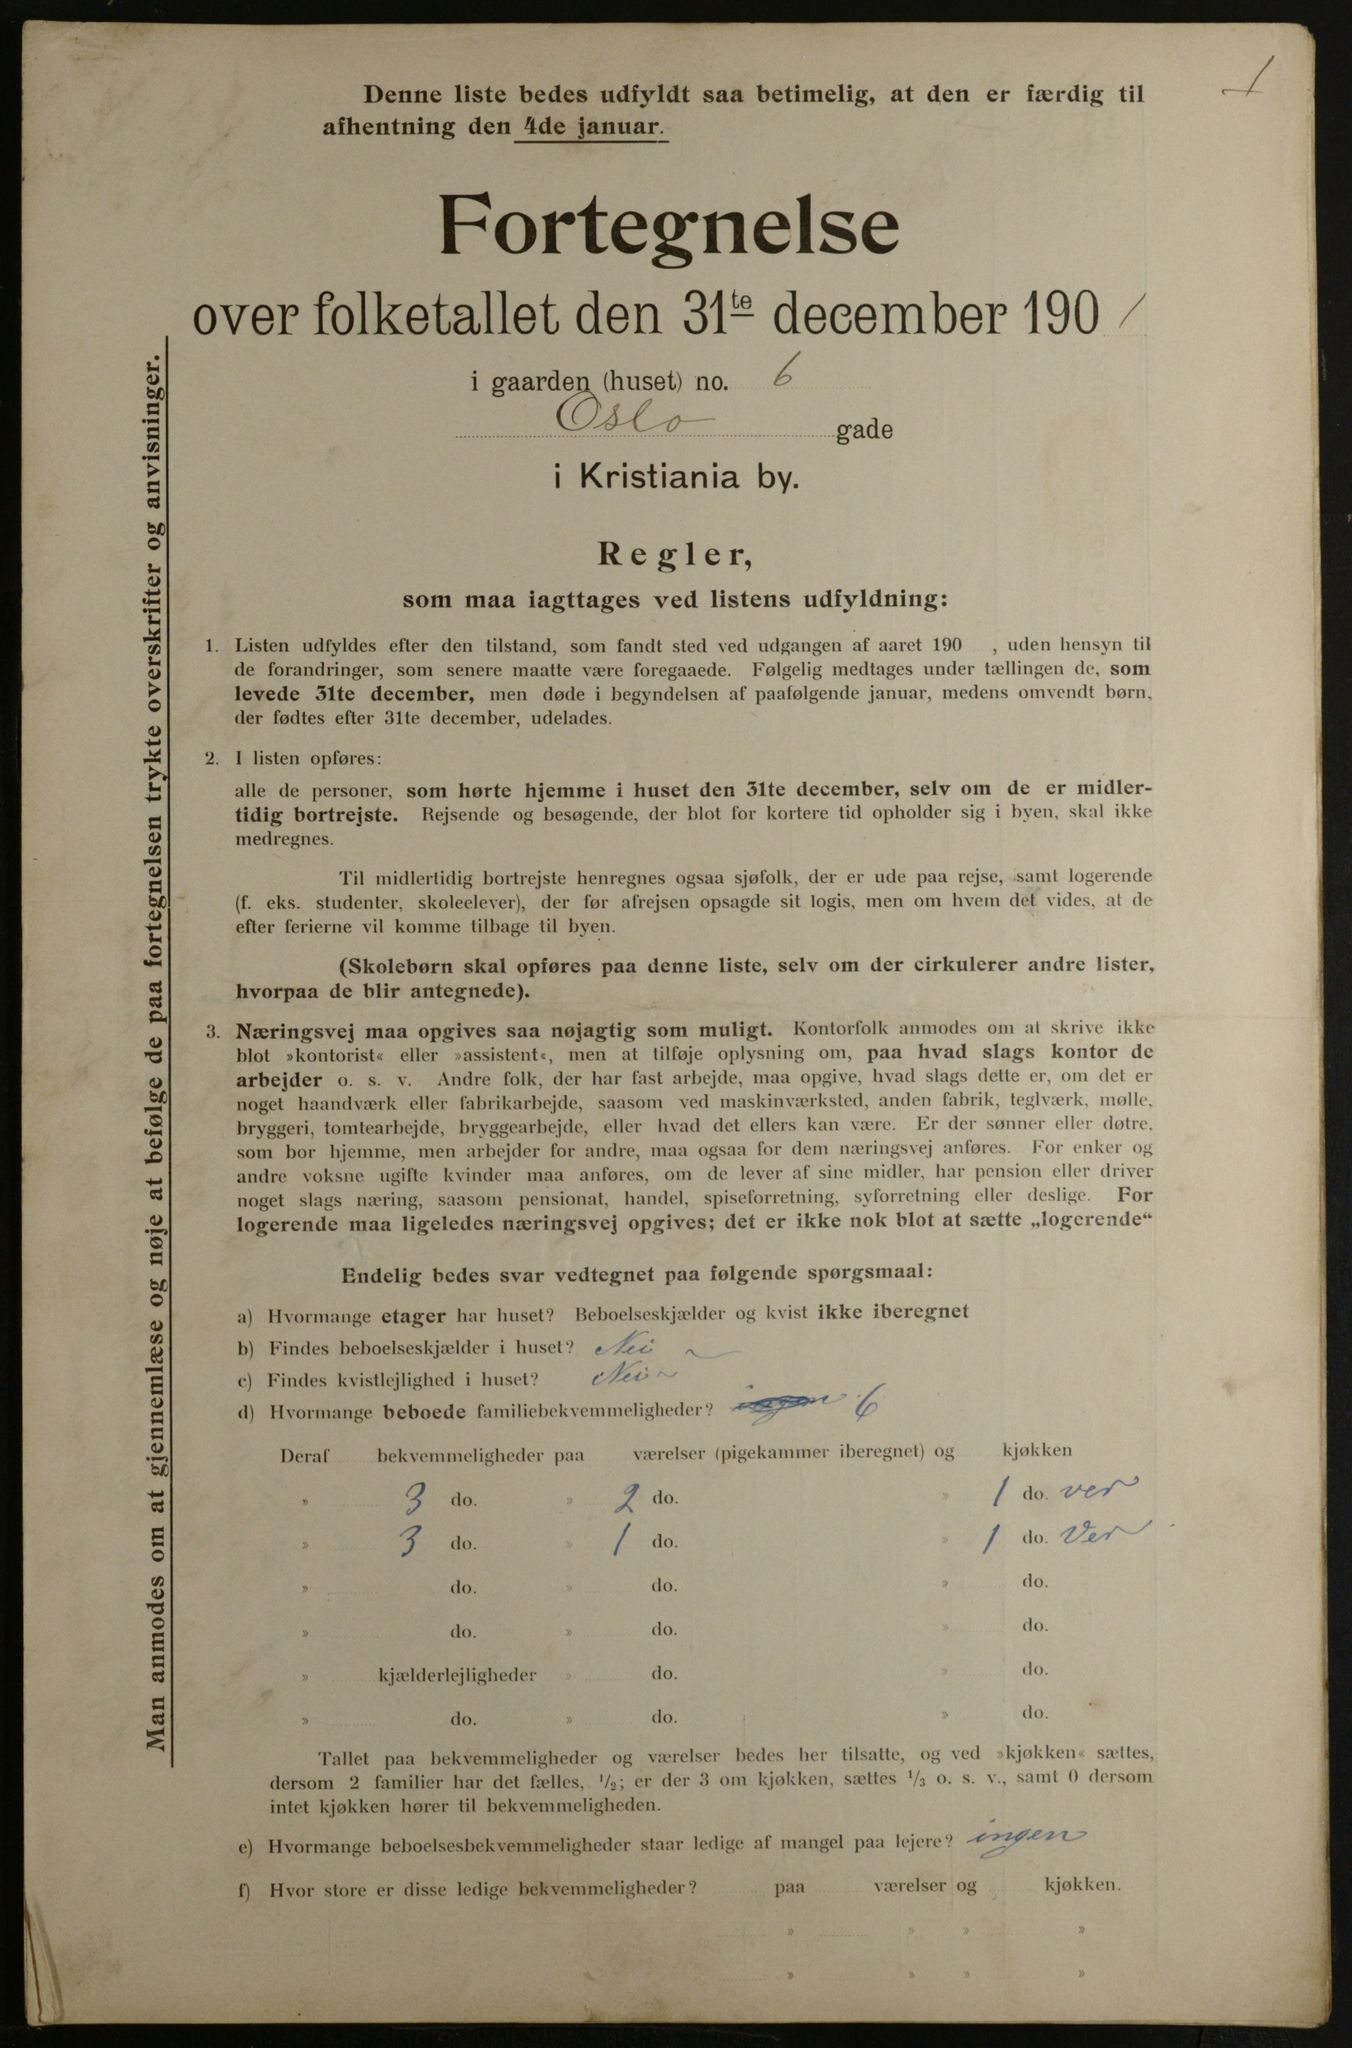 1
Denne liste bedes udfyldt saa betimelig, at den er færdig til
afhentning den 4de januar.
Fortegnelse
over folketallet den 31te december 190 1
i gaarden (huset) no. 6
Oslo gade
i Kristiania by.
Regler,
som maa iagttages ved listens udfyldning:
1. Listen udfyldes efter den tilstand, som fandt sted ved udgangen af aaret 190 , uden hensyn til
de forandringer, som senere maatte være foregaaede. Følgelig medtages under tællingen de, som
levede 31te december, men døde i begyndelsen af paafølgende januar, medens omvendt børn,
der fødtes efter 31te december, udelades.
2. I listen opføres:
alle de personer, som hørte hjemme i huset den 31te december, selv om de er midler-
tidig bortrejste. Rejsende og besøgende, der blot for kortere tid opholder sig i byen, skal ikke
medregnes.
Til midlertidig bortrejste henregnes ogsaa sjøfolk, der er ude paa rejse, samt logerende
(f. eks. studenter, skoleelever), der før afrejsen opsagde sit logis, men om hvem det vides, at de
efter ferierne vil komme tilbage til byen.
(Skolebørn skal opføres paa denne liste, selv om der cirkulerer andre lister,
hvorpaa de blir antegnede).
3. Næringsvej maa opgives saa nøjagtig som muligt. Kontorfolk anmodes om at skrive ikke
blot »kontorist« eller »assistent«, men at tilføje oplysning om, paa hvad slags kontor de
arbejder o. s. v. Andre folk, der har fast arbejde, maa opgive, hvad slags dette er, om det er
noget haandværk eller fabrikarbejde, saasom ved maskinværksted, anden fabrik, teglværk, mølle,
bryggeri, tomtearbejde, bryggearbejde, eller hvad det ellers kan være. Er der sønner eller døtre,
som bor hjemme, men arbejder for andre, maa ogsaa for dem næringsvej anføres. For enker og
andre voksne ugifte kvinder maa anføres, om de lever af sine midler, har pension eller driver
noget slags næring, saasom pensionat, handel, spiseforretning, syforretning eller deslige. For
logerende maa ligeledes næringsvej opgives; det er ikke nok blot at sætte „logerende“
Endelig bedes svar vedtegnet paa følgende spørgsmaal:
a) Hvormange etager har huset? Beboelseskjælder og kvist ikke iberegnet
b) Findes beboelseskjælder i huset? Nei
c) Findes kvistlejlighed i huset? Nei
d) Hvormange beboede familiebekvemmeligheder? 6
Deraf bekvemmeligheder paa værelser (pigekammer iberegnet) og kjøkken
» 3 do. » 2 do. » 1 do. ver
» 3 do. » 1 do. » 1 do. Ver
» do. » do. » do.
» do. » do. » do.
» kjælderlejligheder » do. » do.
» do. » do. » do.
Tallet paa bekvemmeligheder og værelser bedes her tilsatte, og ved »kjøkken« sættes,
dersom 2 familier har det fælles, 1/2; er der 3 om kjøkken, sættes 1/3 o. s. v., samt 0 dersom
intet kjøkken hører til bekvemmeligheden.
e) Hvormange beboelsesbekvemmeligheder staar ledige af mangel paa lejere? ingen
f) Hvor store er disse ledige bekvemmeligheder? paa værelser og kjøkken.
» » » »
» » » »
Man anmodes om at gjennemlæse og nøje at befølge de paa fortegnelsen trykte overskrifter og anvisninger.